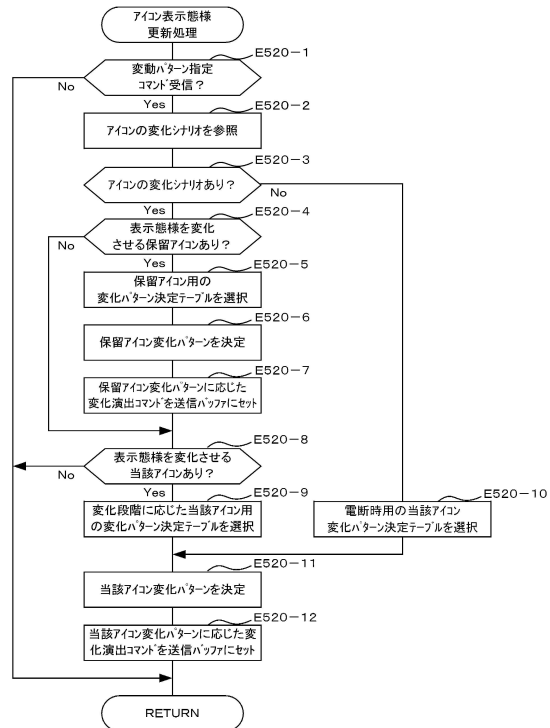 アイコン表示態様
更新処理
E520-1
変動パターン指定
コマンド受信？
No
Yes
E520-2
アイコンの変化シナリオを参照
E520-3
アイコンの変化シナリオあり？
No
Yes
E520-4
表示態様を変化
させる保留アイコンあり？
No
Yes
E520-5
保留アイコン用の
変化パターン決定テーブルを選択
E520-6
保留アイコン変化パターンを決定
E520-7
保留アイコン変化パターンに応じた
変化演出コマンドを送信バッファにセット
E520-8
表示態様を変化させる
当該アイコンあり？
No
Yes
E520-9
変化段階に応じた当該アイコン用
の変化パターン決定テーブルを選択
E520-10
電断時用の当該アイコン
変化パターン決定テーブルを選択
E520-11
当該アイコン変化パターンを決定
E520-12
当該アイコン変化パターンに応じた変
化演出コマンドを送信バッファにセット
RETURN